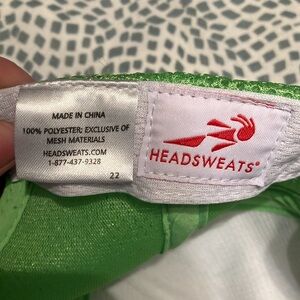 MADE IN CHINA
100% POLYESTER; EXCLUSIVE OF
MESH MATERIALS
HEADSWEATS.COM
1-877-437-9328
22
HEADSWEATS®